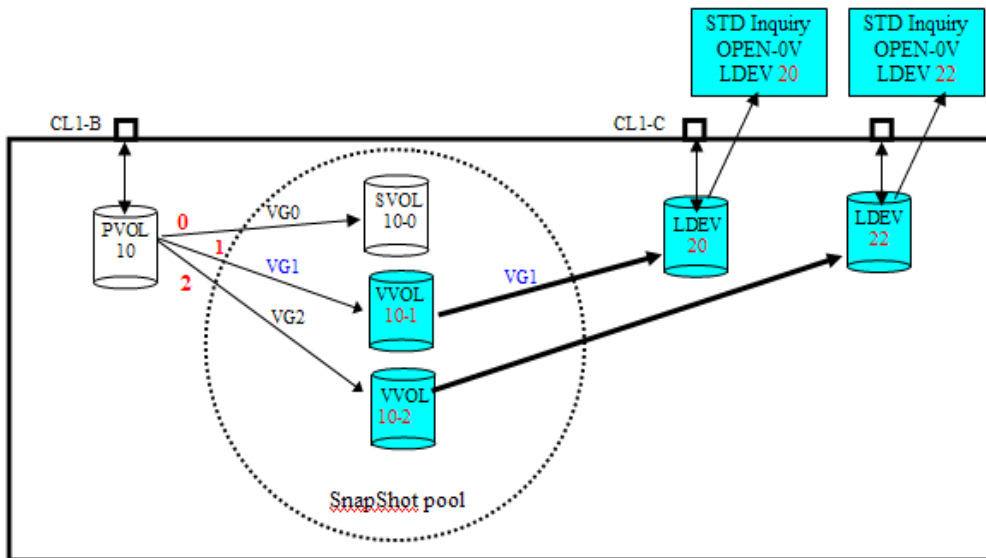 STD Inquiry
OPEN-0V
LDEV 20
STD Inquiry
OPEN-0V
LDEV 22
CL1-B
CL1-C
PVOL
10
0
1
2
VG0
VG1
VG2
SVOL
10-0
VVOL
10-1
VVOL
10-2
VG1
LDEV
20
LDEV
22
SnapShot pool